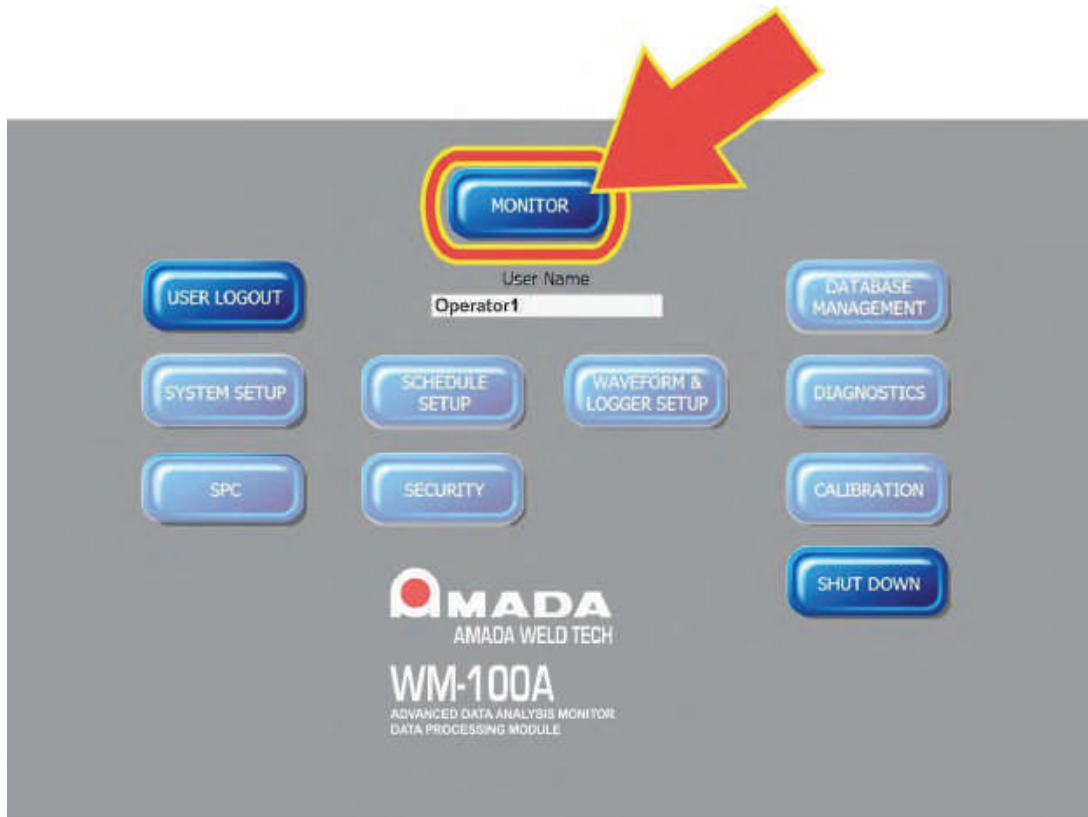 MONITOR
User Name
Operator1
USER LOGOUT
DATABASE
MANAGEMENT
SYSTEM SETUP
SCHEDULE
SETUP
WAVEFORM &
LOGGER SETUP
DIAGNOSTICS
SPC
SECURITY
CALIBRATION
SHUT DOWN
AMADA
AMADA WELD TECH
WM-100A
ADVANCED DATA ANALYSIS MONITOR
DATA PROCESSING MODULE